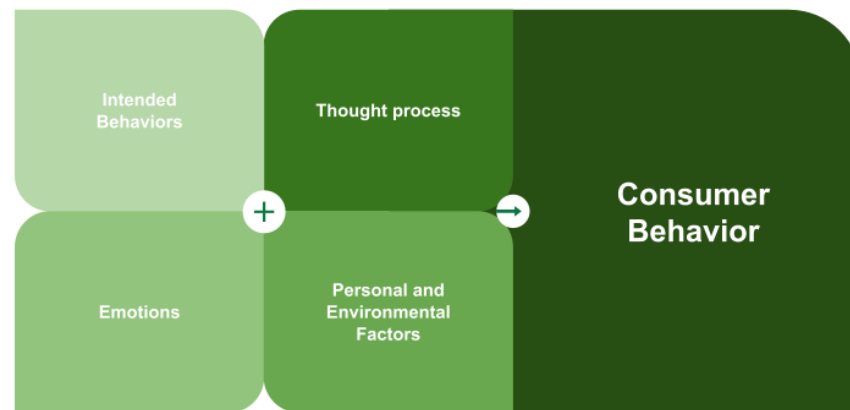 Intended
Behaviors
Thought process
Emotions
Personal and
Environmental
Factors
Consumer
Behavior